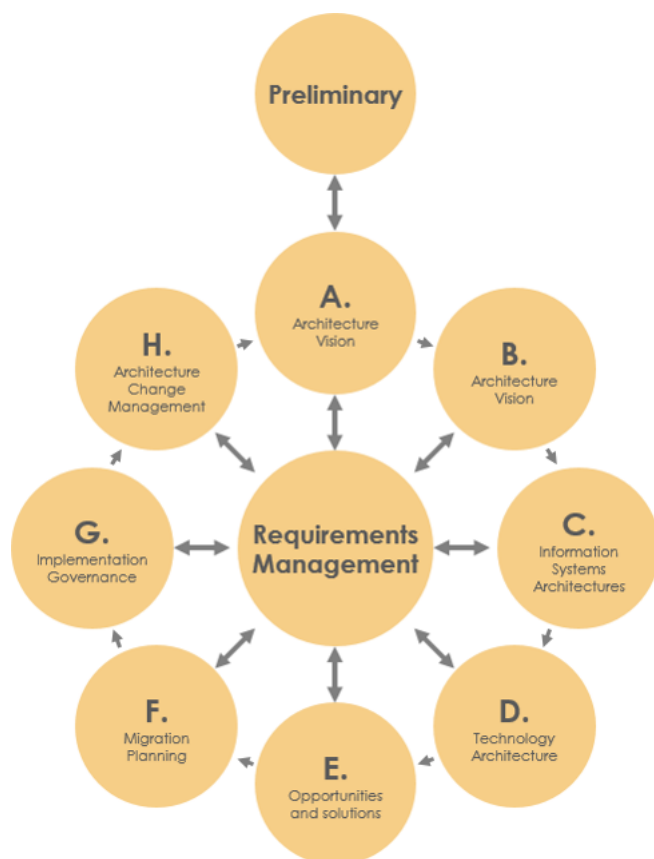 Preliminary
A.
Architecture
Vision
B.
Architecture
Vision
C.
Information
Systems
Architectures
D.
Technology
Architecture
E.
Opportunities
and solutions
F.
Migration
Planning
G.
Implementation
Governance
H.
Architecture
Change
Management
Requirements
Management